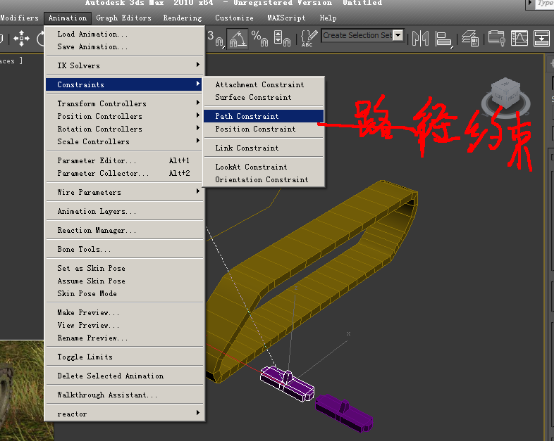 Autodesk 3ds Max 2010 x64 - Unregistered Version Untitled
Modifiers Animation Graph Editors Rendering Customize MAXScript Help
Type
3
Create Selection Set
aces ]
Load Animation...
Save Animation...
IK Solvers
Constraints
Transform Controllers
Position Controllers
Rotation Controllers
Scale Controllers
Parameter Editor... Alt+1
Parameter Collector... Alt+2
Wire Parameters
Animation Layers...
Reaction Manager...
Bone Tools...
Set as Skin Pose
Assume Skin Pose
Skin Pose Mode
Make Preview...
View Preview...
Rename Preview...
Toggle Limits
Delete Selected Animation
Walkthrough Assistant...
reactor
Attachment Constraint
Surface Constraint
Path Constraint
Position Constraint
Link Constraint
LookAt Constraint
Orientation Constraint
路径约束